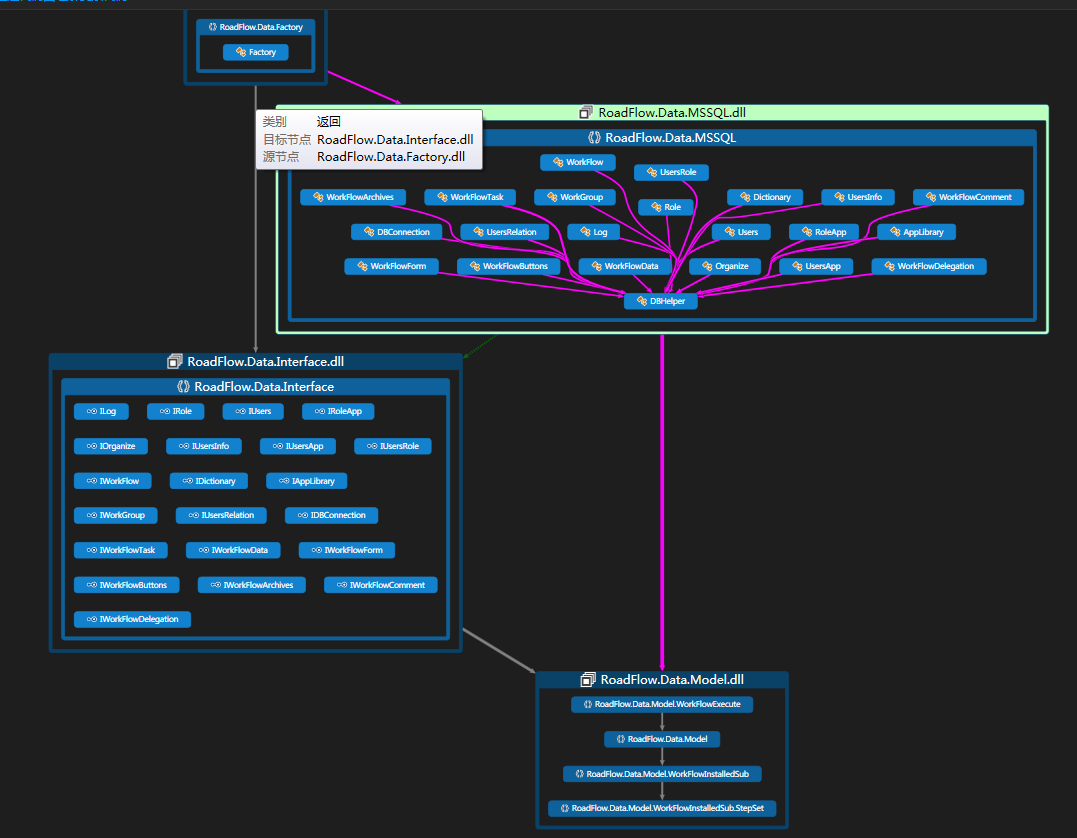 RoadFlow.Data.Factory
Factory
RoadFlow.Data.MSSQL.dll
类别 返回
目标节点 RoadFlow.Data.Interface.dll
源节点 RoadFlow.Data.Factory.dll
RoadFlow.Data.MSSQL
WorkFlow
UsersRole
WorkFlowArchives
WorkFlowTask
WorkGroup
Role
Dictionary
UsersInfo
WorkFlowComment
DBConnection
UsersRelation
Log
Users
RoleApp
AppLibrary
WorkFlowForm
WorkFlowButtons
WorkFlowData
Organize
UsersApp
WorkFlowDelegation
DBHelper
RoadFlow.Data.Interface.dll
RoadFlow.Data.Interface
ILog
IRole
IUsers
IRoleApp
IOrganize
IUsersInfo
IUsersApp
IUsersRole
IWorkFlow
IDictionary
IAppLibrary
IWorkGroup
IUsersRelation
IDBConnection
IWorkFlowTask
IWorkFlowData
IWorkFlowForm
IWorkFlowButtons
IWorkFlowArchives
IWorkFlowComment
IWorkFlowDelegation
RoadFlow.Data.Model.dll
RoadFlow.Data.Model.WorkFlowExecute
RoadFlow.Data.Model
RoadFlow.Data.Model.WorkFlowInstalledSub
RoadFlow.Data.Model.WorkFlowInstalledSub.StepSet